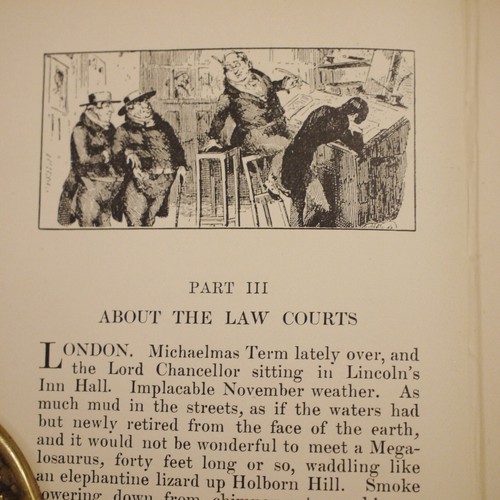 PART III
ABOUT THE LAW COURTS
LONDON. Michaelmas Term lately over, and
the Lord Chancellor sitting in Lincoln's
Inn Hall. Implacable November weather. As
much mud in the streets, as if the waters had
but newly retired from the face of the earth,
and it would not be wonderful to meet a Mega-
losaurus, forty feet long or so, waddling like
an elephantine lizard up Holborn Hill. Smoke
lowering down from